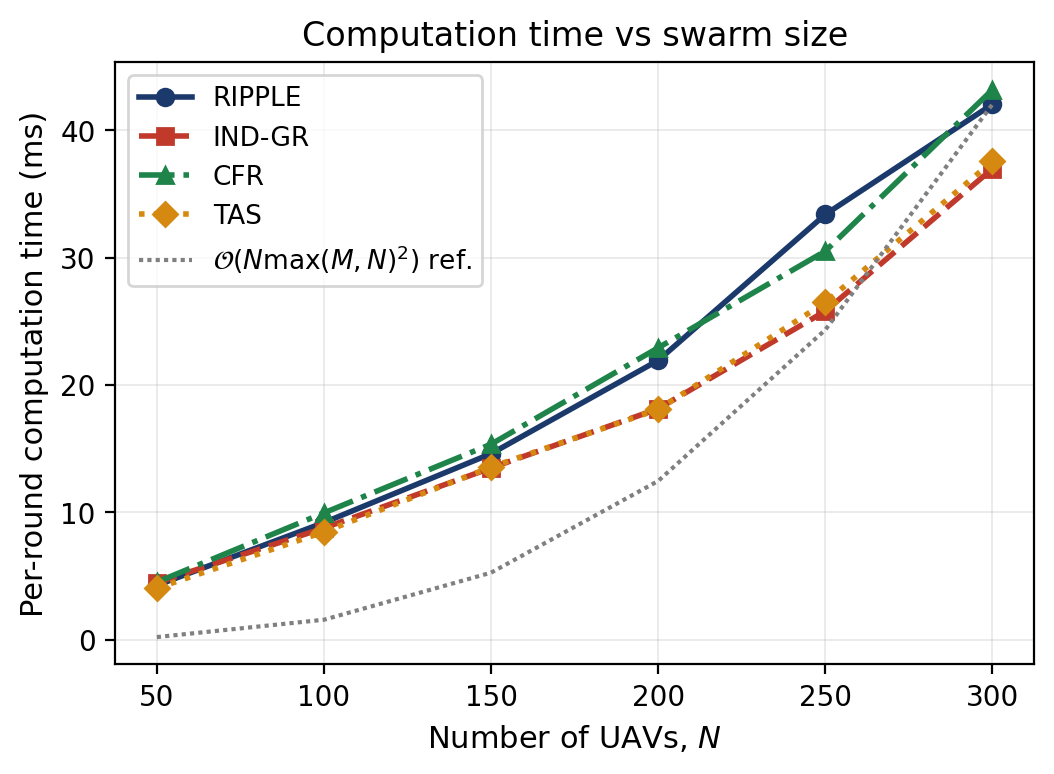 Computation time vs swarm size
RIPPLE
IND-GR
CFR
TAS
𝒪(Nmax(M, N)²) ref.
Per-round computation time (ms)
40
30
20
10
0
50 100 150 200 250 300
Number of UAVs, N